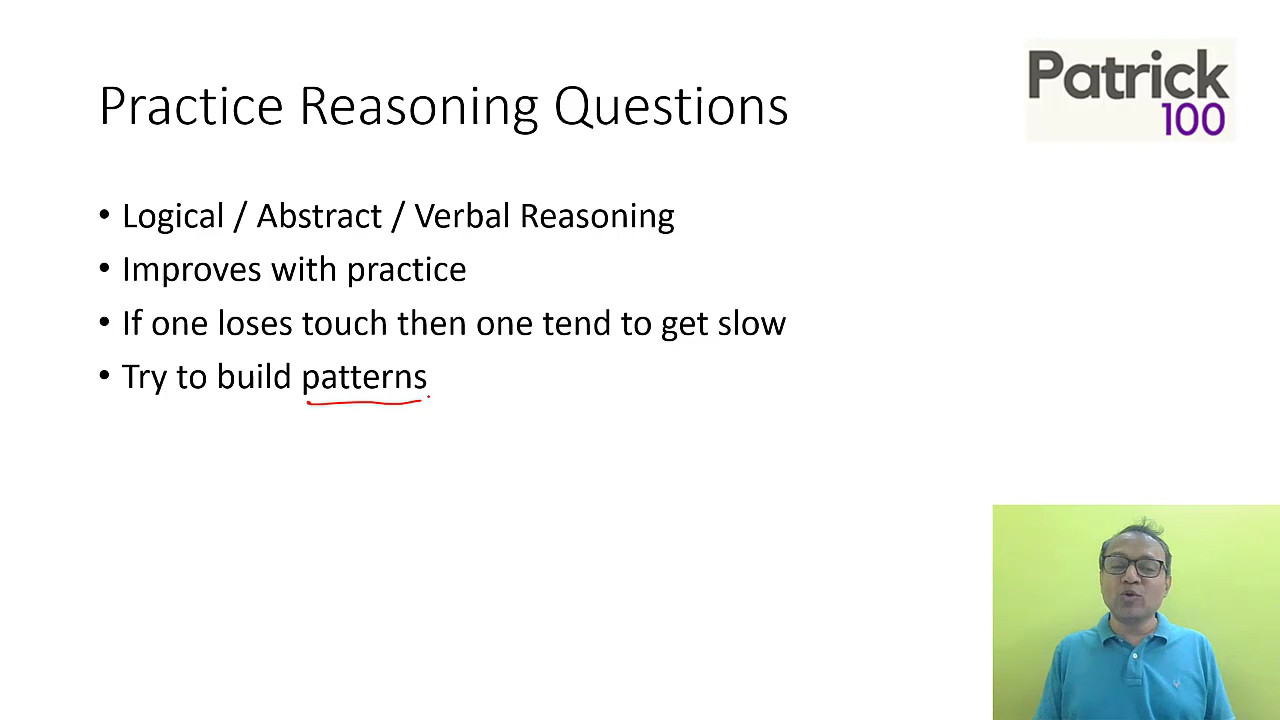 Patrick
100
Practice Reasoning Questions
• Logical / Abstract / Verbal Reasoning
• Improves with practice
• If one loses touch then one tend to get slow
• Try to build patterns